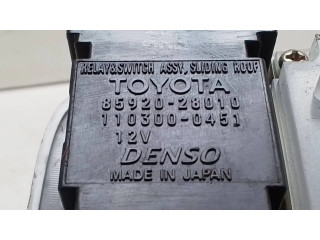 RELAY&SWITCH ASSY, SLIDING ROOF
TOYOTA
85920-28010
110300-0451
12V
DENSO
MADE IN JAPAN